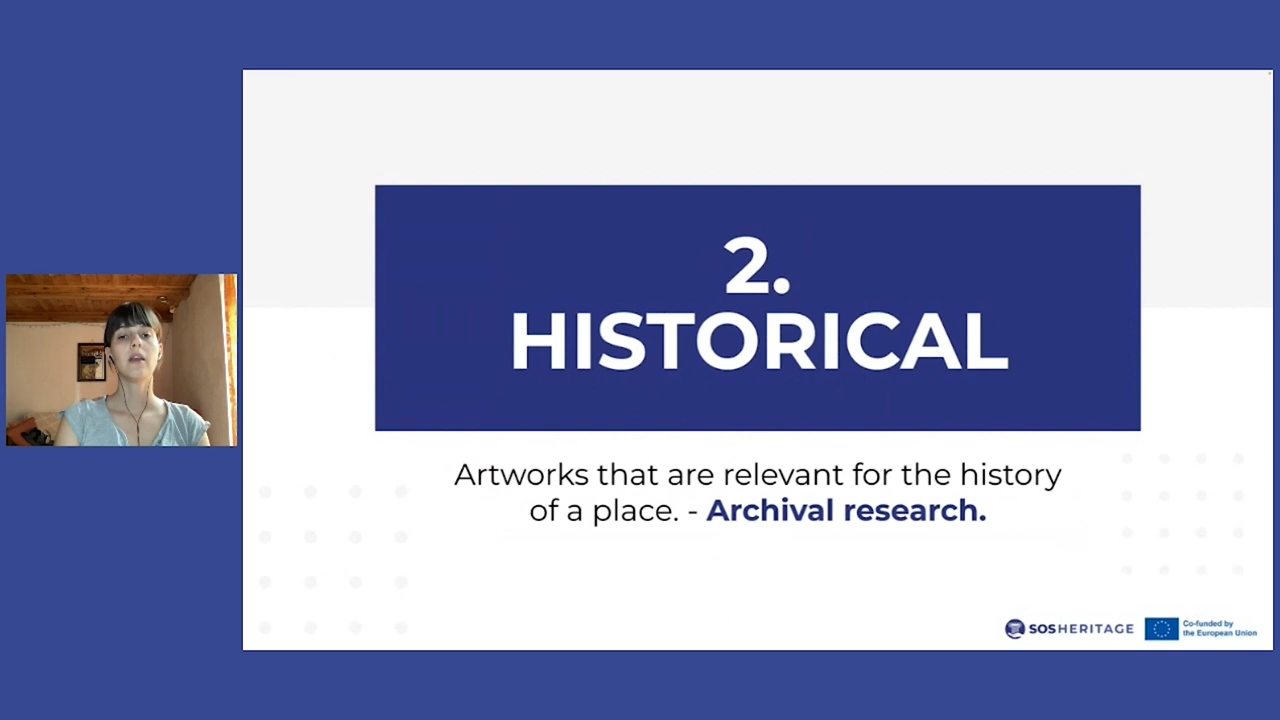 2.
HISTORICAL
Artworks that are relevant for the history
of a place. - Archival research.
SOSHERITAGE
Co-funded by
the European Union